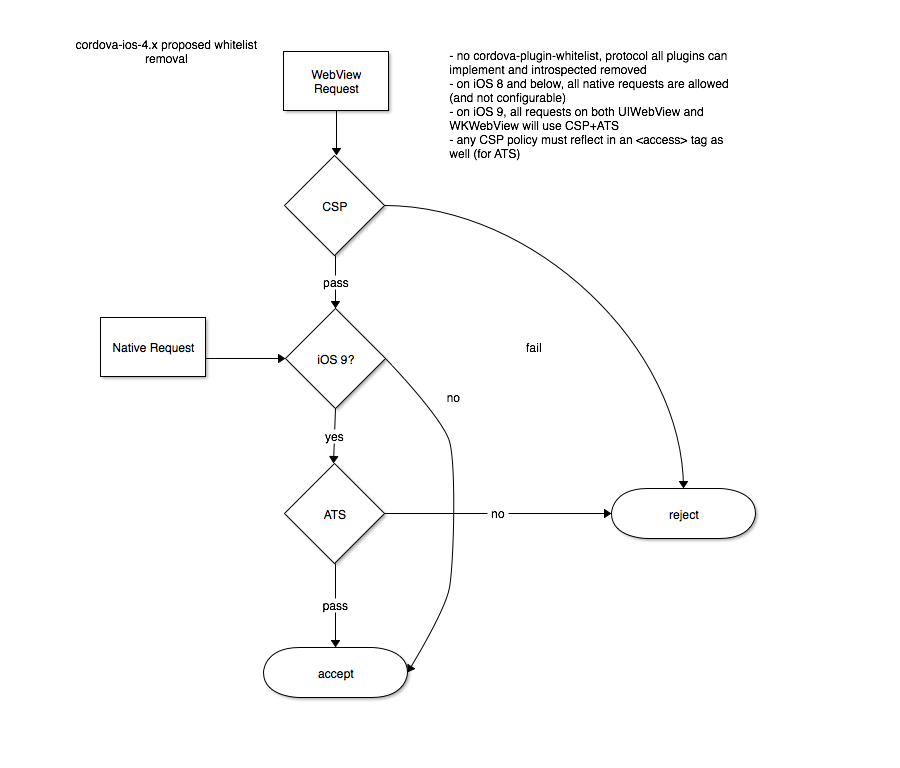 cordova-ios-4.x proposed whitelist
removal
WebView
Request
- no cordova-plugin-whitelist, protocol all plugins can
implement and introspected removed
- on iOS 8 and below, all native requests are allowed
(and not configurable)
- on iOS 9, all requests on both UIWebView and
WKWebView will use CSP+ATS
- any CSP policy must reflect in an <access> tag as
well (for ATS)
CSP
pass
Native Request
iOS 9?
fail
no
yes
ATS
no
reject
pass
accept